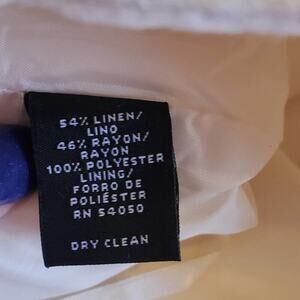 54% LINEN/
LINO
46% RAYON/
RAYON
100% POLYESTER
LINING/
FORRO DE
POLIÉSTER
RN 54050
DRY CLEAN